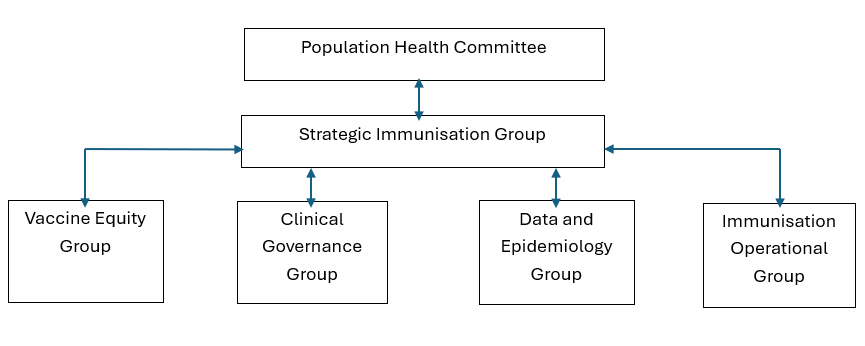 Population Health Committee
Strategic Immunisation Group
Vaccine Equity
Group
Clinical
Governance
Group
Data and
Epidemiology
Group
Immunisation
Operational
Group